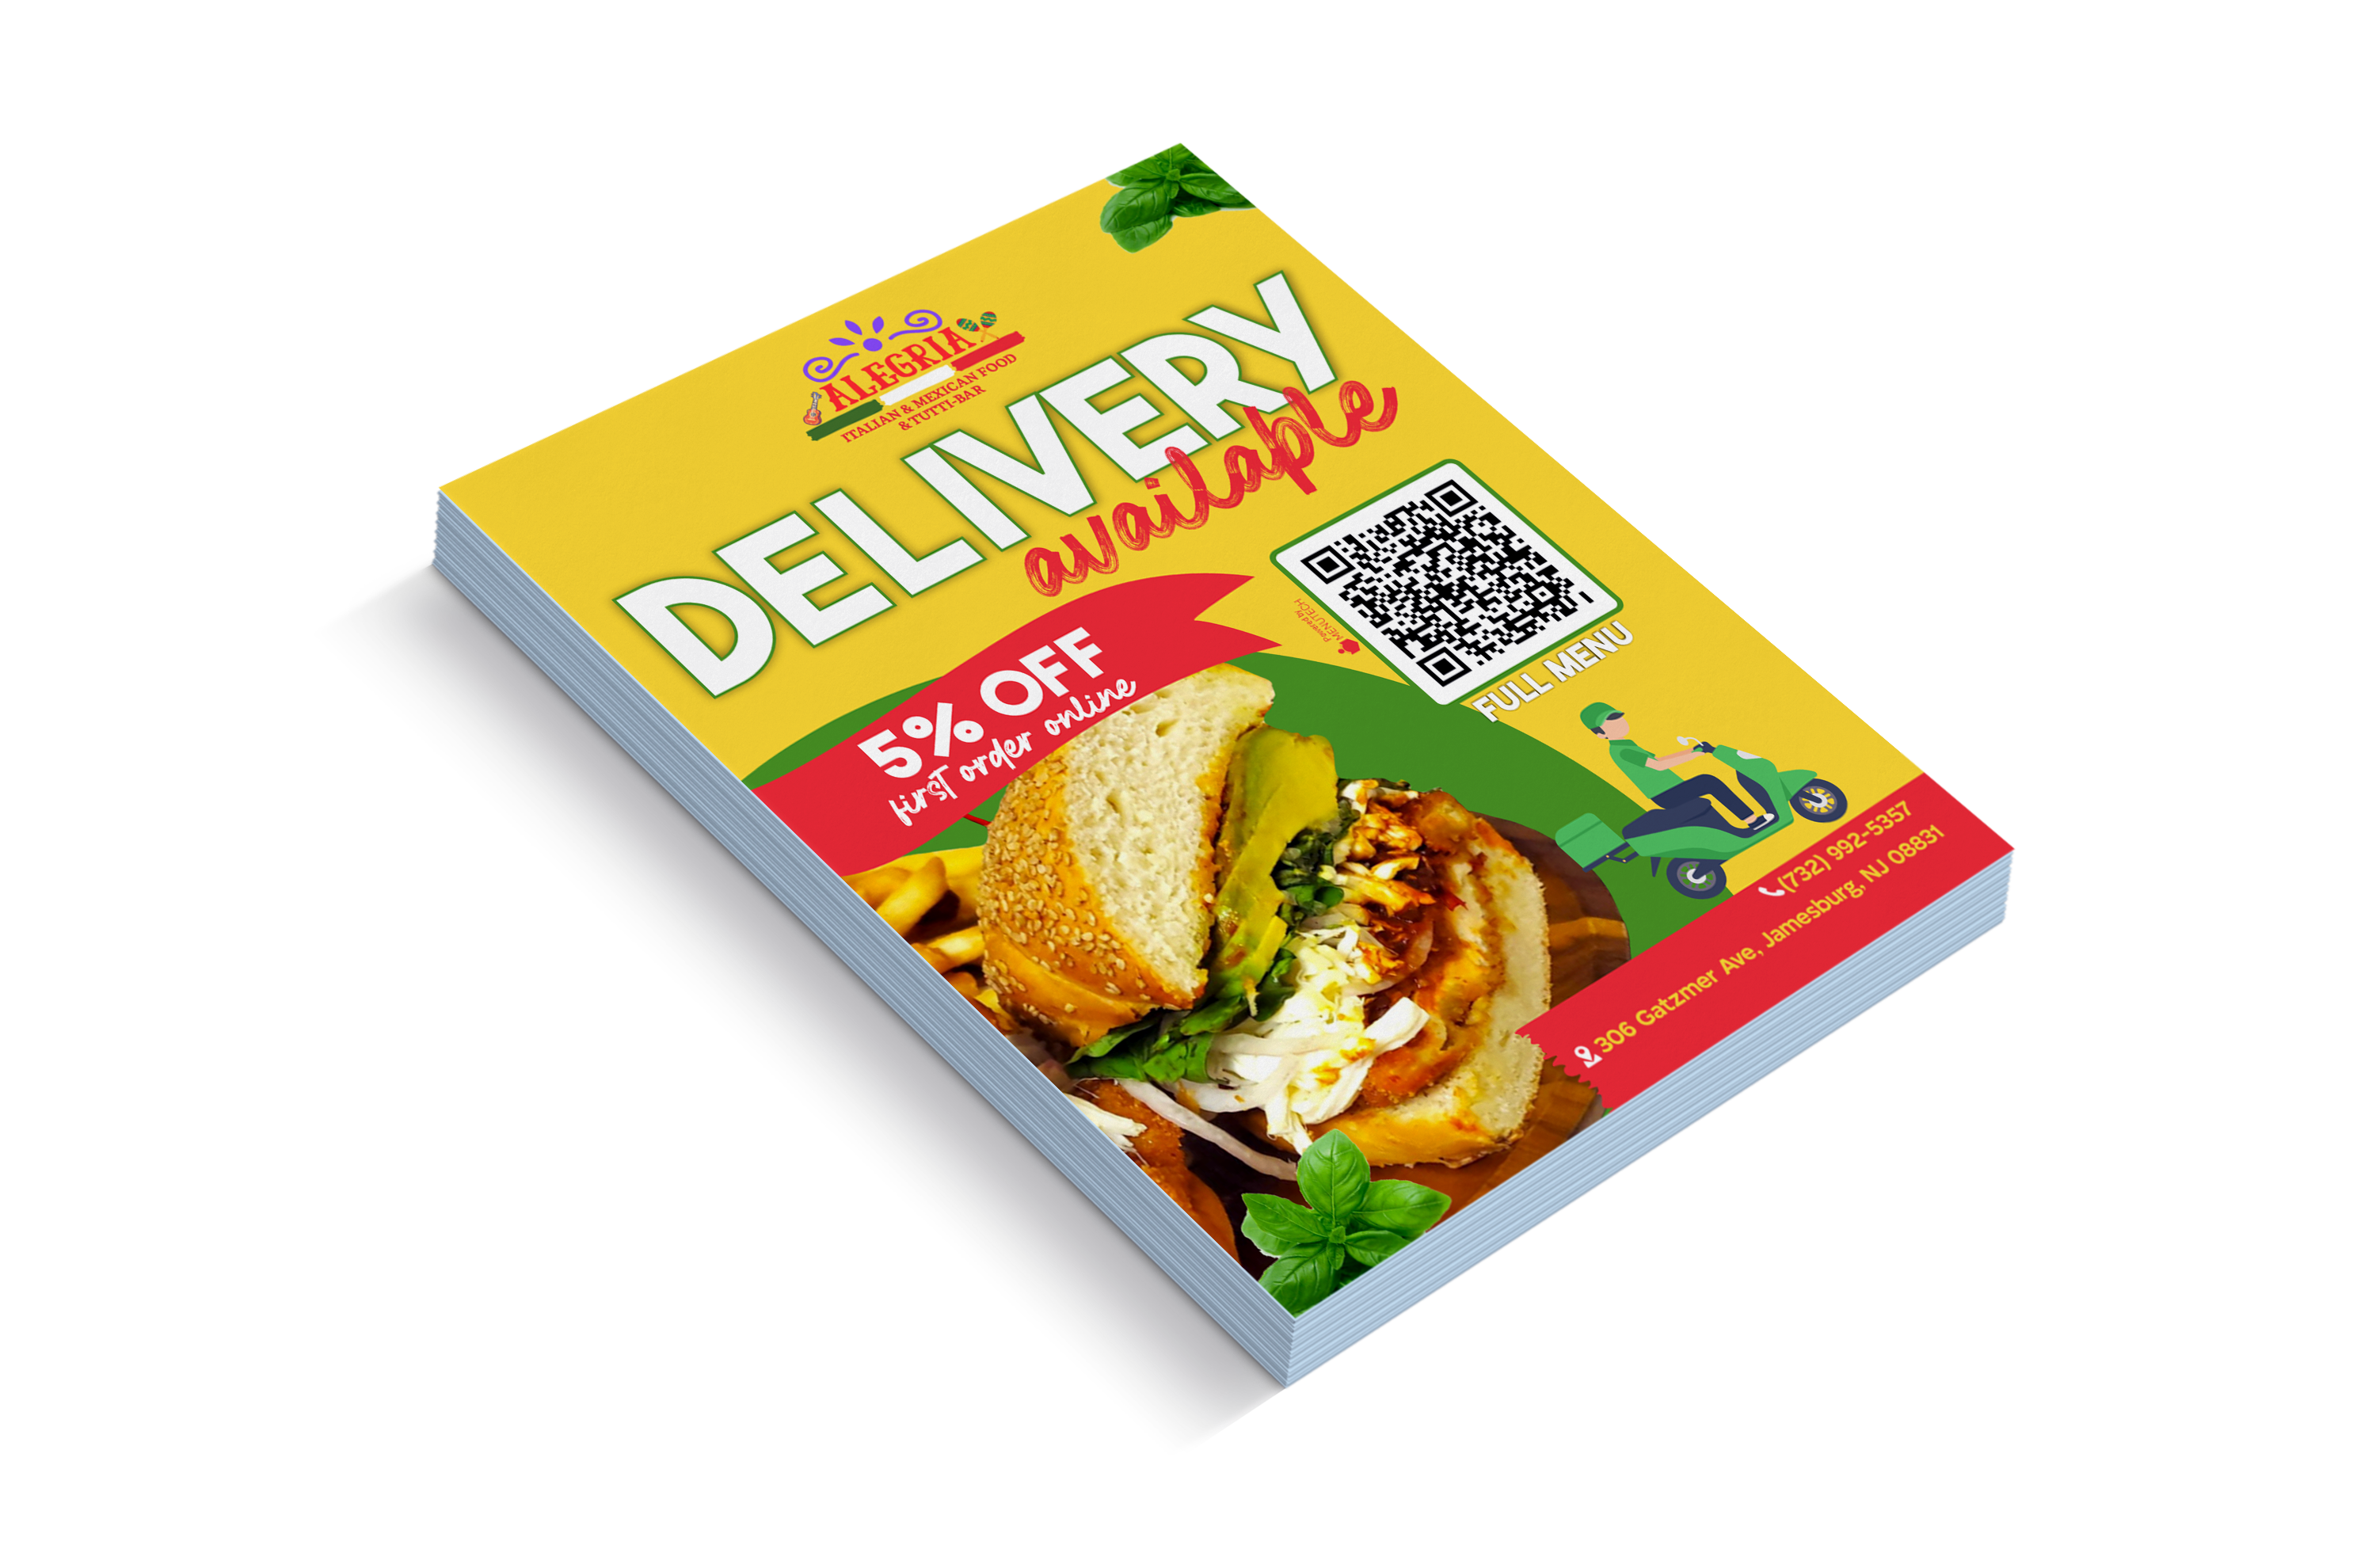 ALEGRIA
ITALIAN & MEXICAN FOOD
& TUTTI-BAR
DELIVERY
available
5% OFF
first order online
Powered by
MENUTECH
FULL MENU
(732) 992-5357
306 Gatzmer Ave, Jamesburg, NJ 08831